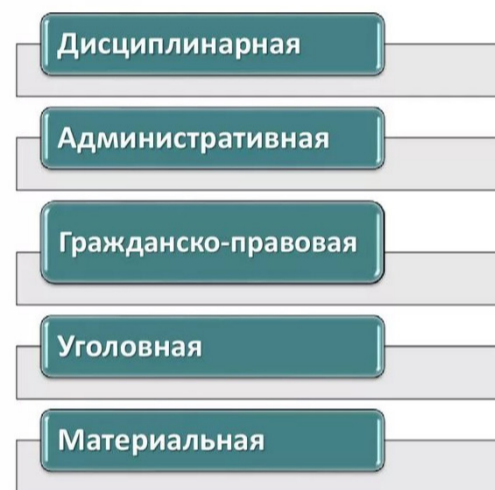 Дисциплинарная
Административная
Гражданско-правовая
Уголовная
Материальная